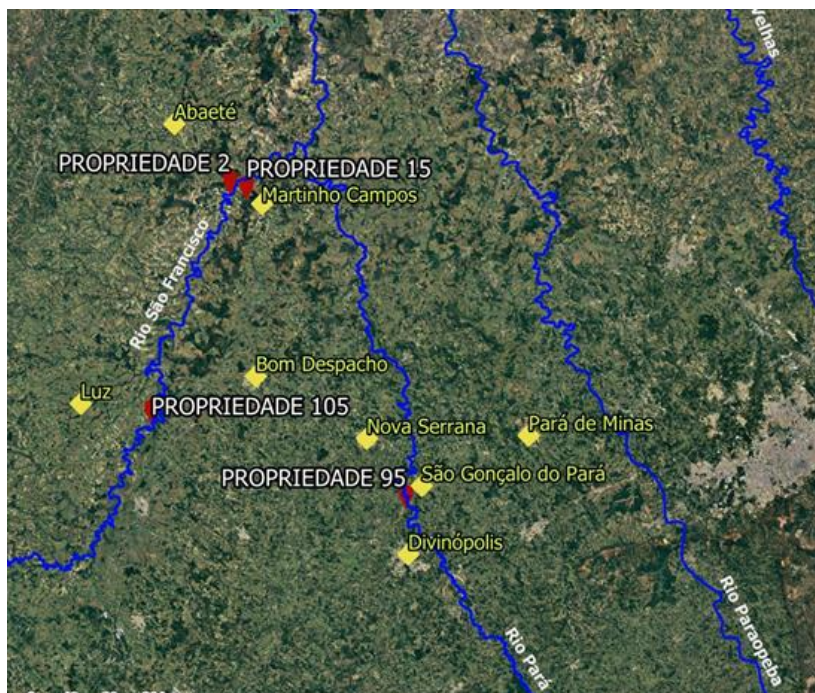 Velhas
Abaeté
PROPRIEDADE 2
PROPRIEDADE 15
Martinho Campos
Rio São Francisco
Bom Despacho
Luz
PROPRIEDADE 105
Nova Serrana
Pará de Minas
PROPRIEDADE 95
São Gonçalo do Pará
Divinópolis
Rio Pará
Rio Paraopeba